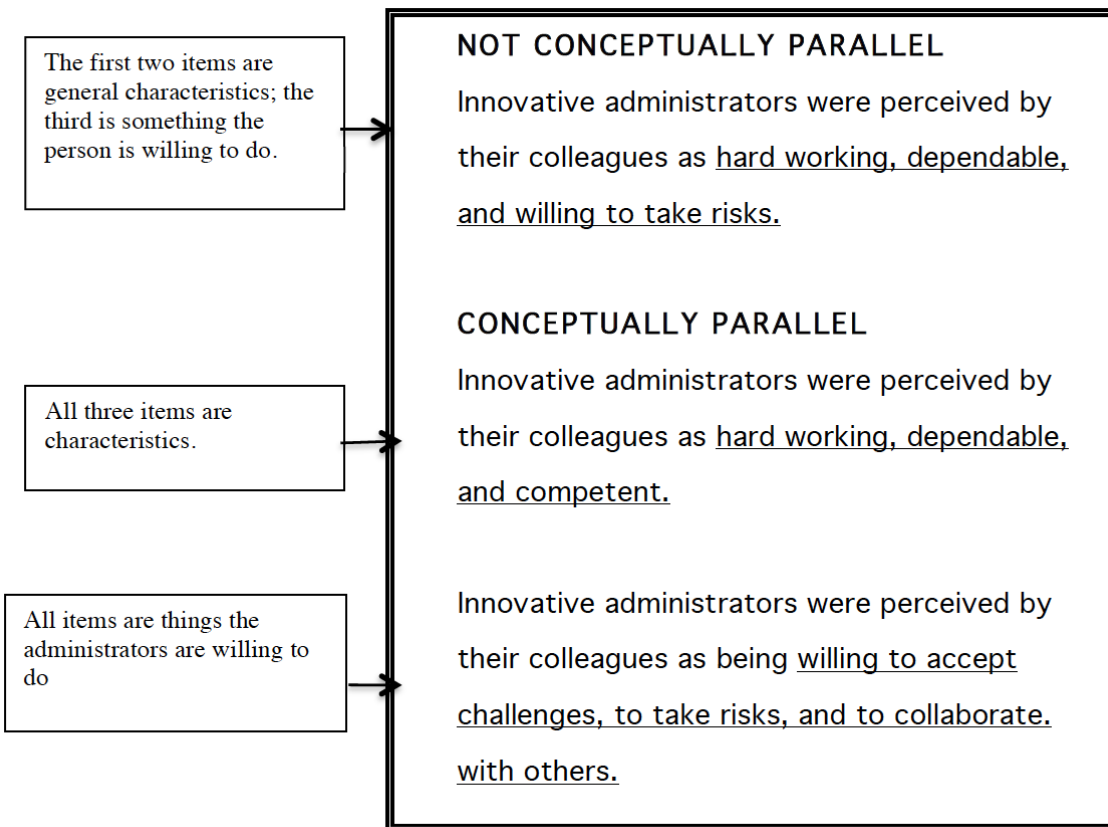 The first two items are
general characteristics; the
third is something the
person is willing to do.
NOT CONCEPTUALLY PARALLEL
Innovative administrators were perceived by
their colleagues as hard working, dependable,
and willing to take risks.
All three items are
characteristics.
CONCEPTUALLY PARALLEL
Innovative administrators were perceived by
their colleagues as hard working, dependable,
and competent.
All items are things the
administrators are willing to
do
Innovative administrators were perceived by
their colleagues as being willing to accept
challenges, to take risks, and to collaborate.
with others.